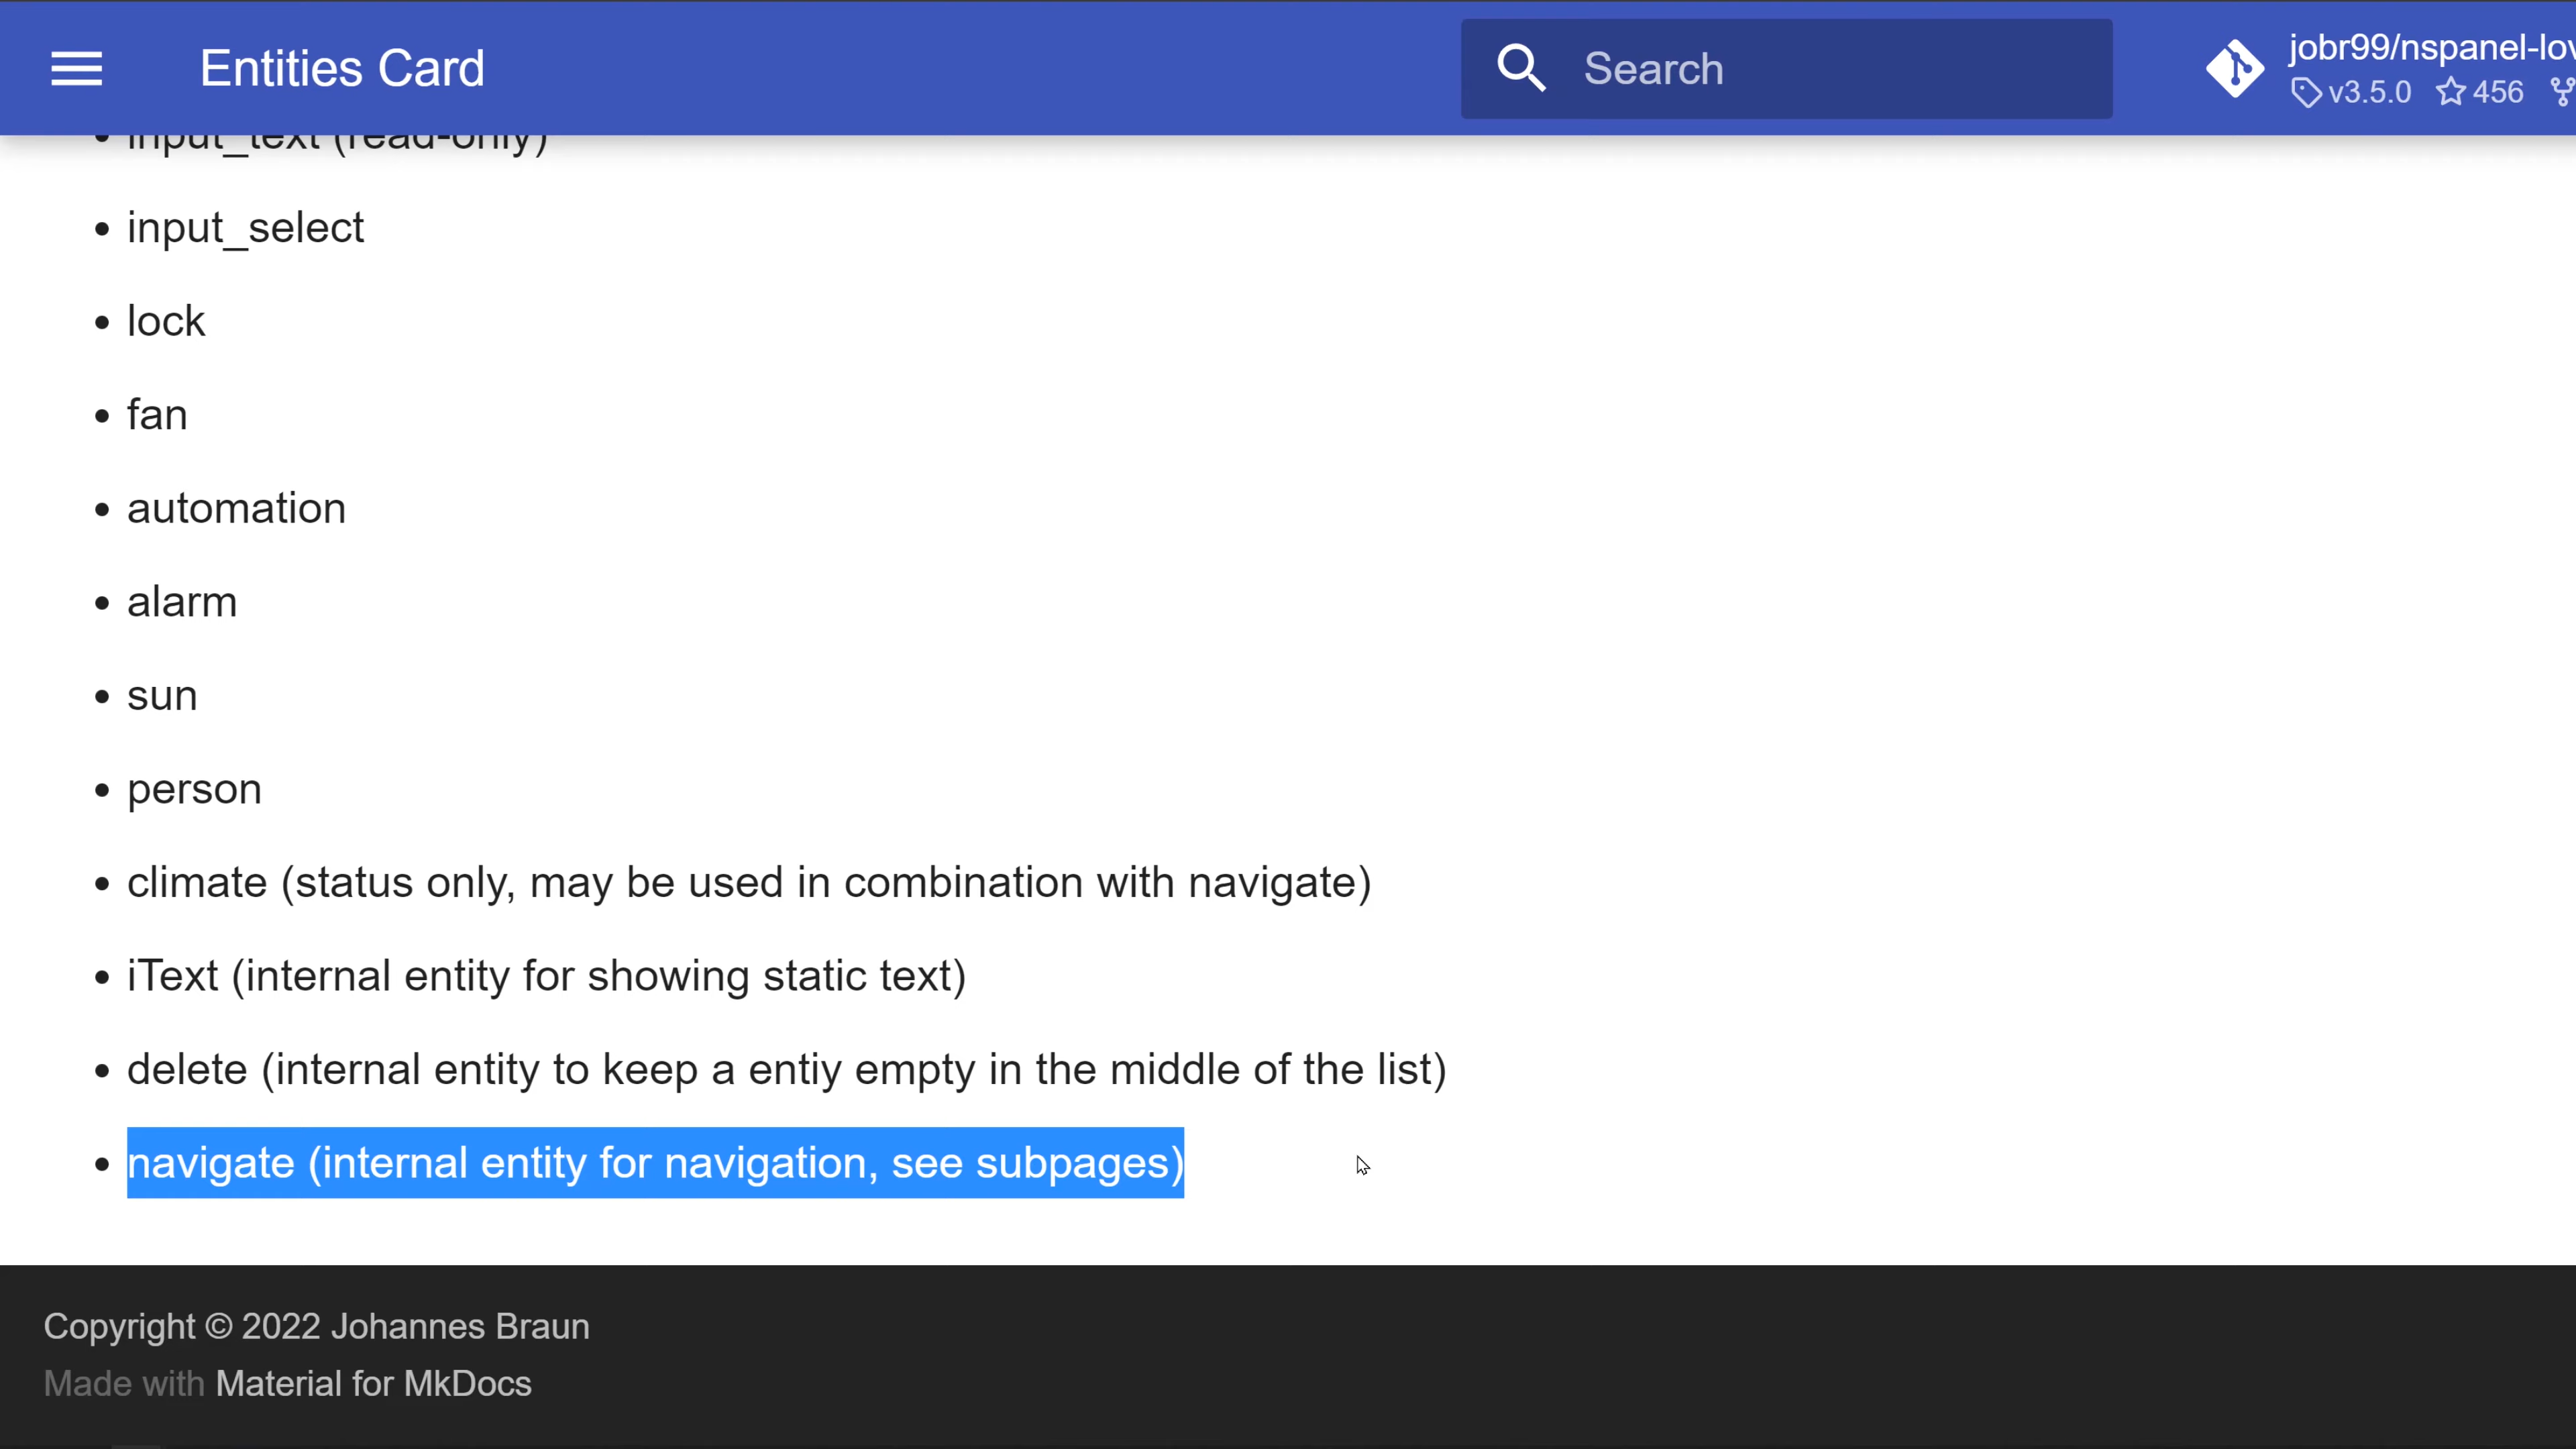 Entities Card
Search
jobr99/nspanel-lov
v3.5.0 456
input_text (read-only)
input_select
lock
fan
automation
alarm
sun
person
climate (status only, may be used in combination with navigate)
iText (internal entity for showing static text)
delete (internal entity to keep a entiy empty in the middle of the list)
navigate (internal entity for navigation, see subpages)
Copyright © 2022 Johannes Braun
Made with Material for MkDocs